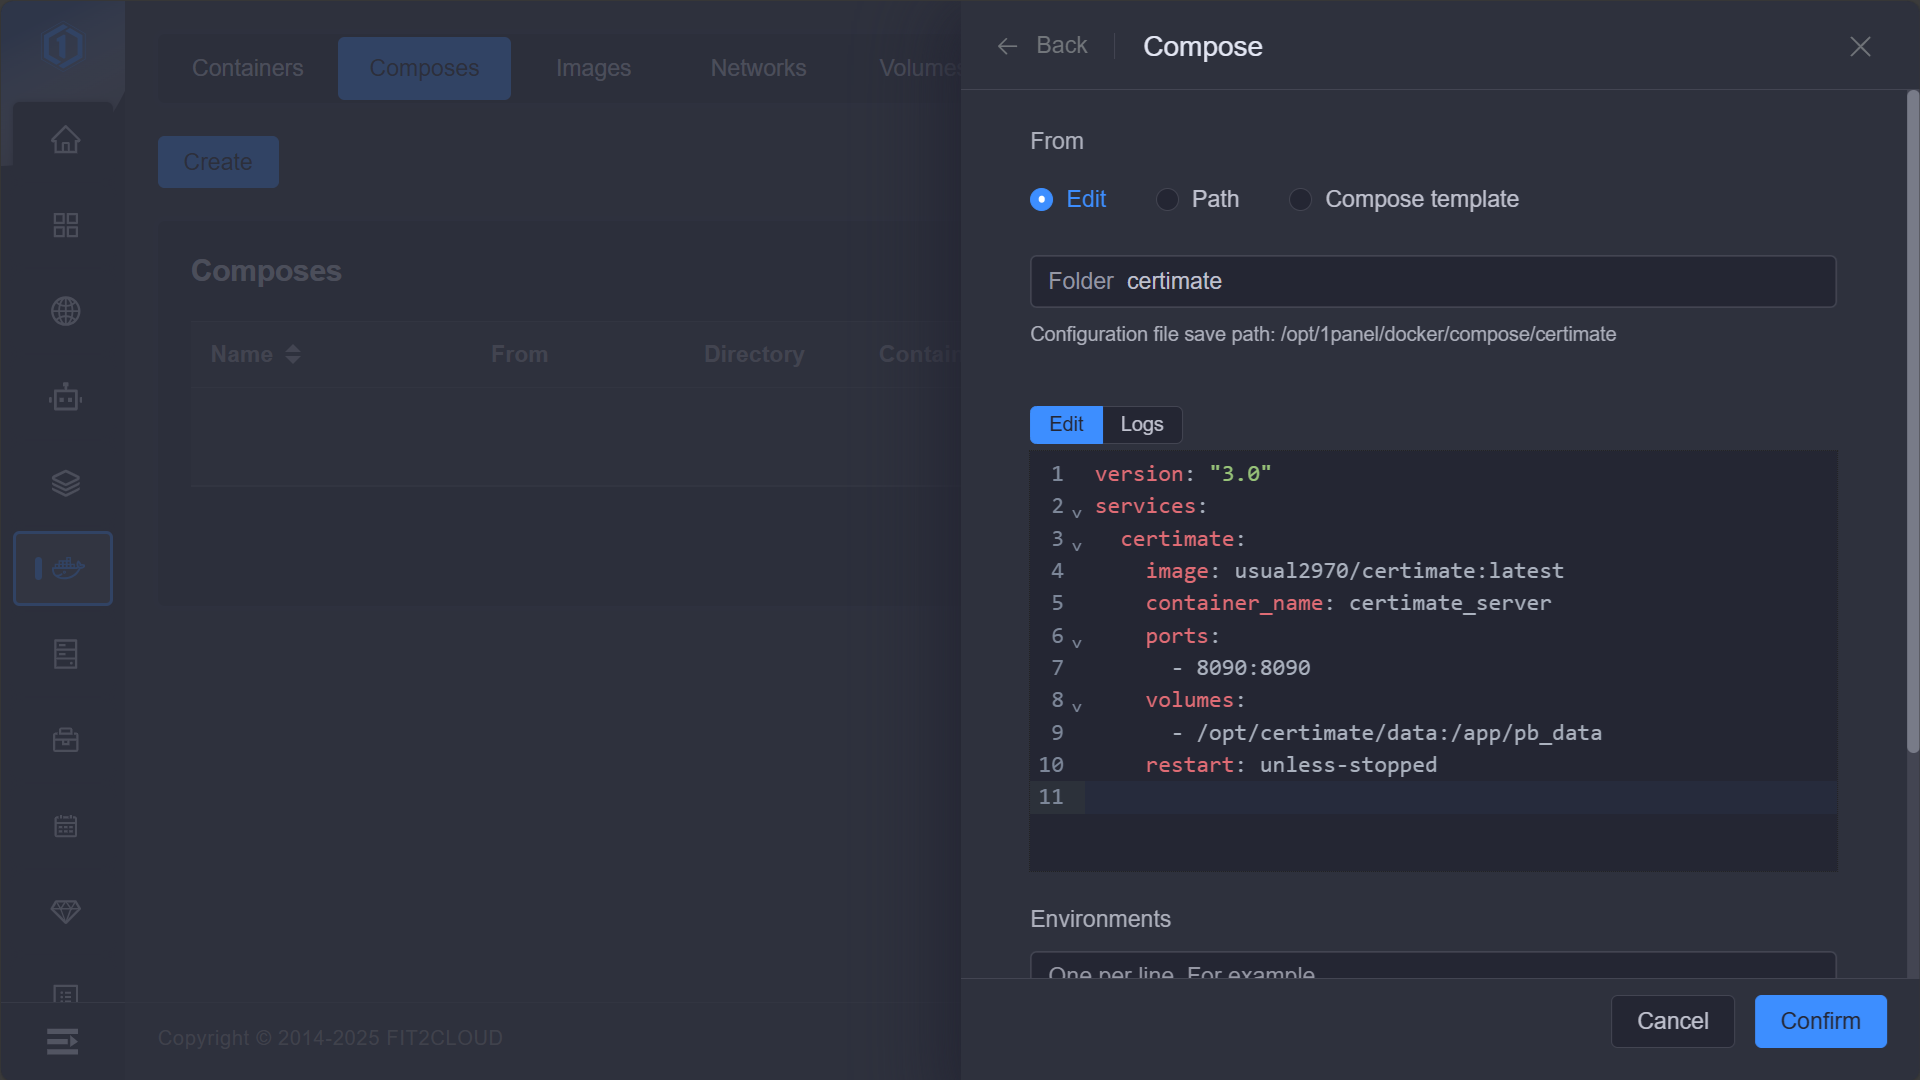 Containers
Composes
Images
Networks
Volumes
Create
Composes
Name
From
Directory
Back
Compose
From
Edit
Path
Compose template
Folder certimate
Configuration file save path: /opt/1panel/docker/compose/certimate
Edit
Logs
1 version: "3.0"
2 services:
3 certimate:
4 image: usual2970/certimate:latest
5 container_name: certimate_server
6 ports:
7 - 8090:8090
8 volumes:
9 - /opt/certimate/data:/app/pb_data
10 restart: unless-stopped
11
Environments
One per line. For example
Cancel
Confirm
Copyright © 2014-2025 FIT2CLOUD